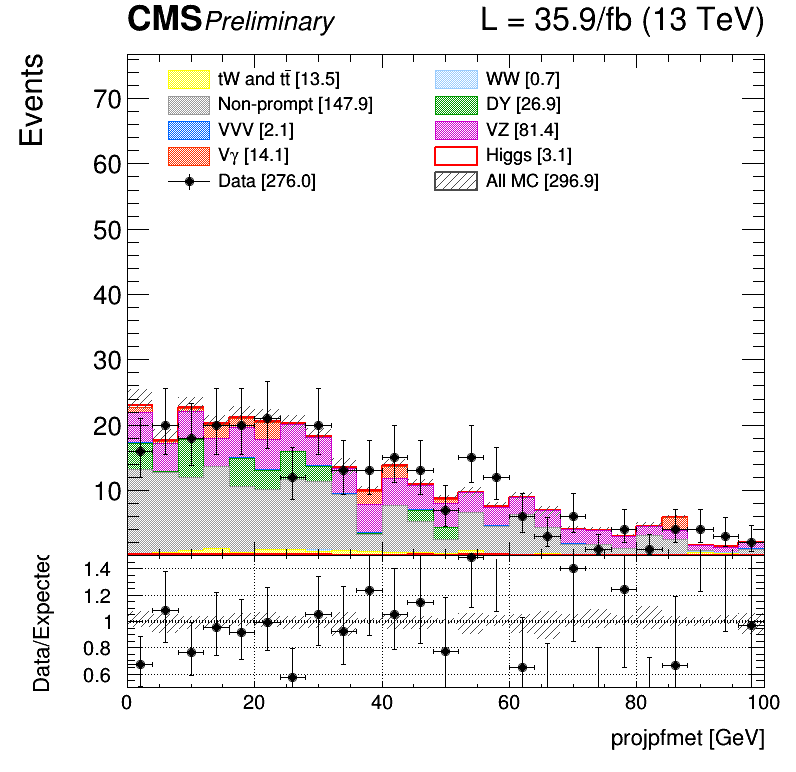 CMS Preliminary L = 35.9/fb (13 TeV)
Events
tW and tt̄ [13.5] WW [0.7]
Non-prompt [147.9] DY [26.9]
VVV [2.1] VZ [81.4]
Vγ [14.1] Higgs [3.1]
Data [276.0] All MC [296.9]
70
60
50
40
30
20
10
Data/Expected
1.4
1.2
1
0.8
0.6
0 20 40 60 80 100
projpfmet [GeV]